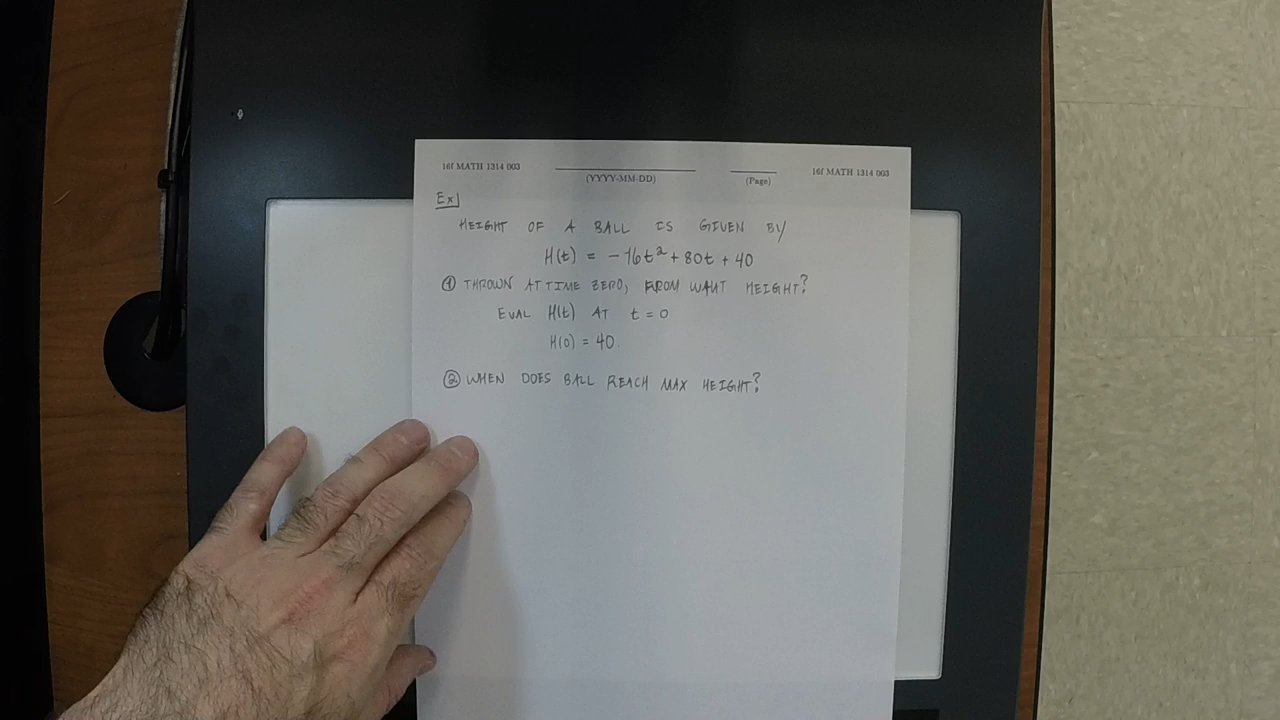 16f MATH 1314 003
(YYYY-MM-DD)
(Page)
16f MATH 1314 003
Ex1
HEIGHT OF A BALL IS GIVEN BY
H(t) = -16t² + 80t + 40
① THROWN AT TIME ZERO, FROM WHAT HEIGHT?
EVAL H(t) AT t = 0
H(0) = 40.
② WHEN DOES BALL REACH MAX HEIGHT?